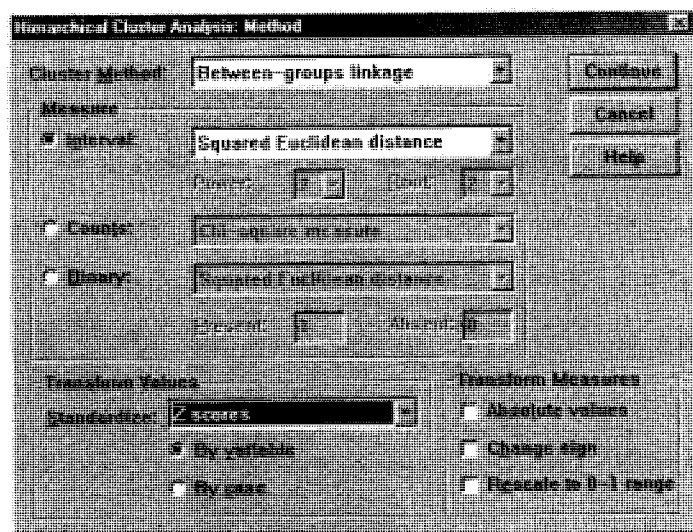 Hierarchical Cluster Analysis: Method
Cluster Method: Between-groups linkage Continue
Measure Cancel
Interval: Squared Euclidean distance Help
Power: 2 Root: 2
Counts: Chi-square measure
Binary: Squared Euclidean distance
Present: 1 Absent: 0
Transform Values Transform Measures
Standardize: Z scores Absolute values
By variable Change sign
By case Rescale to 0-1 range